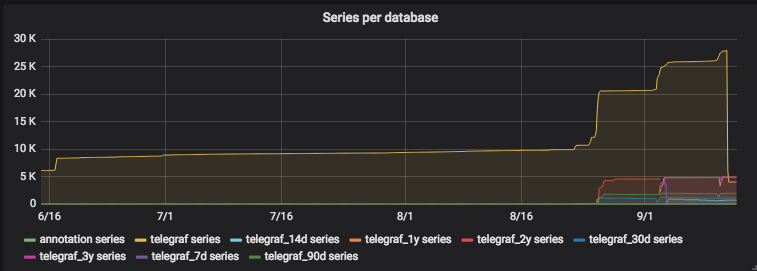 Series per database
30 K
25 K
20 K
15 K
10 K
5 K
0
6/16 7/1 7/16 8/1 8/16 9/1
annotation series telegraf series telegraf_14d series telegraf_1y series telegraf_2y series telegraf_30d series
telegraf_3y series telegraf_7d series telegraf_90d series